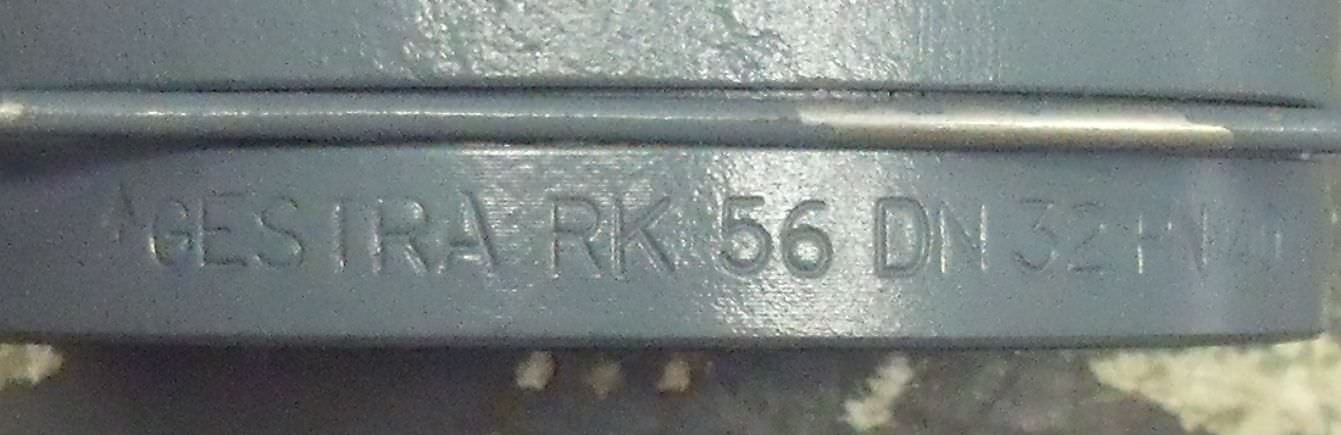 GESTRA RK 56 DN 32